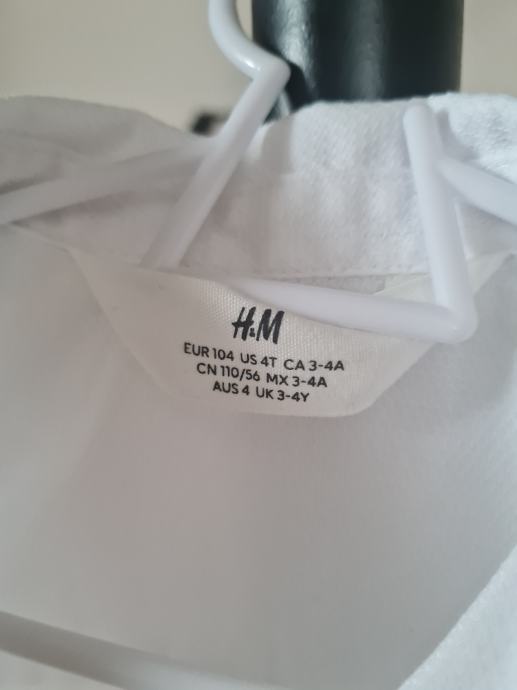 H&M
EUR 104 US 4T CA 3-4A
CN 110/56 MX 3-4A
AUS 4 UK 3-4Y